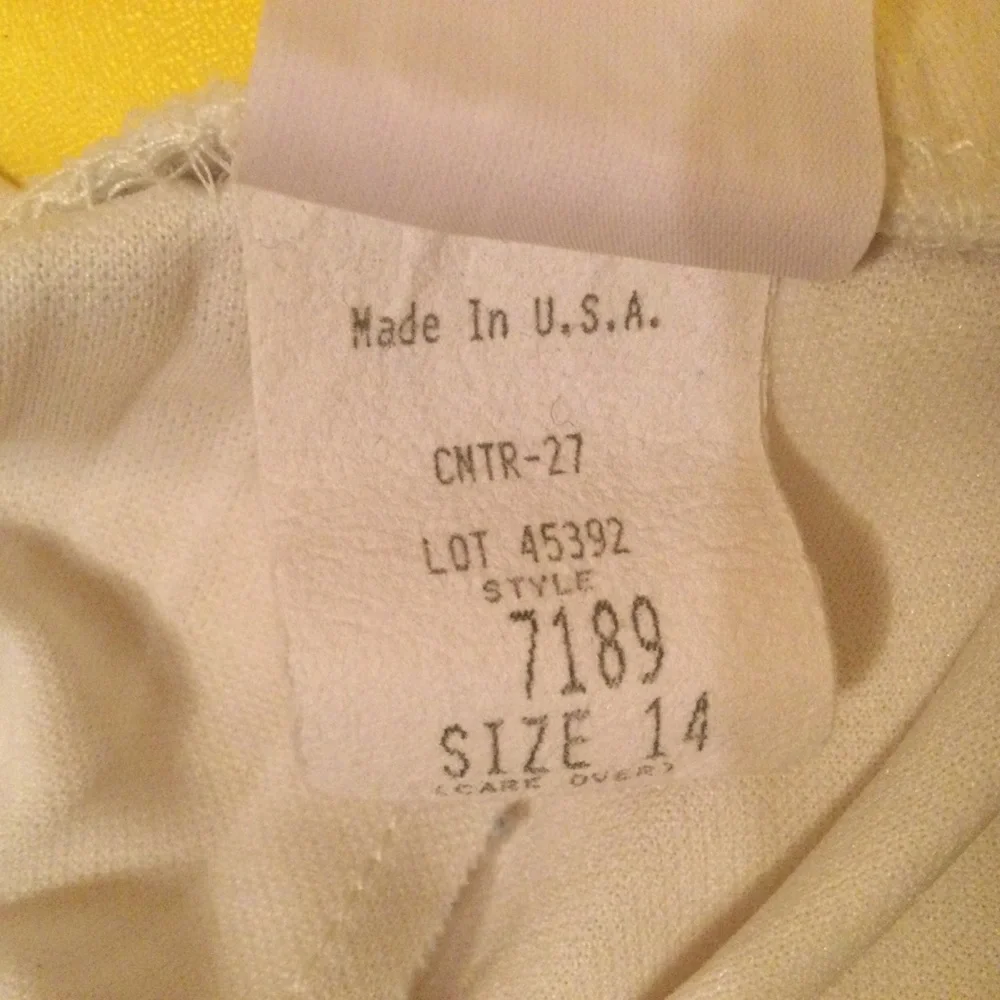 Made In U.S.A.
CNTR-27
LOT 45392
STYLE
7189
SIZE 14
(CARE OVER)